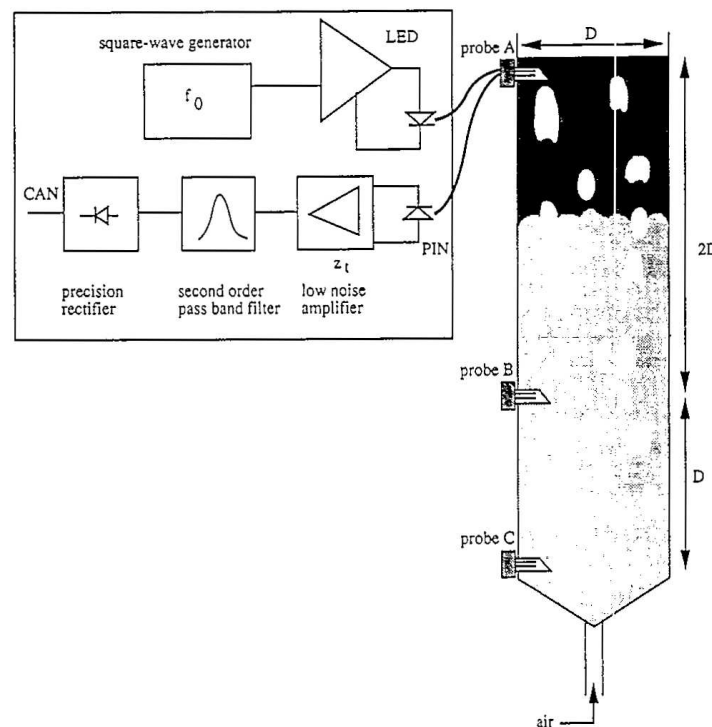 square-wave generator
LED
f0
CAN
PIN
zt
precision
rectifier
second order
pass band filter
low noise
amplifier
probe A
D
2D
probe B
D
probe C
air